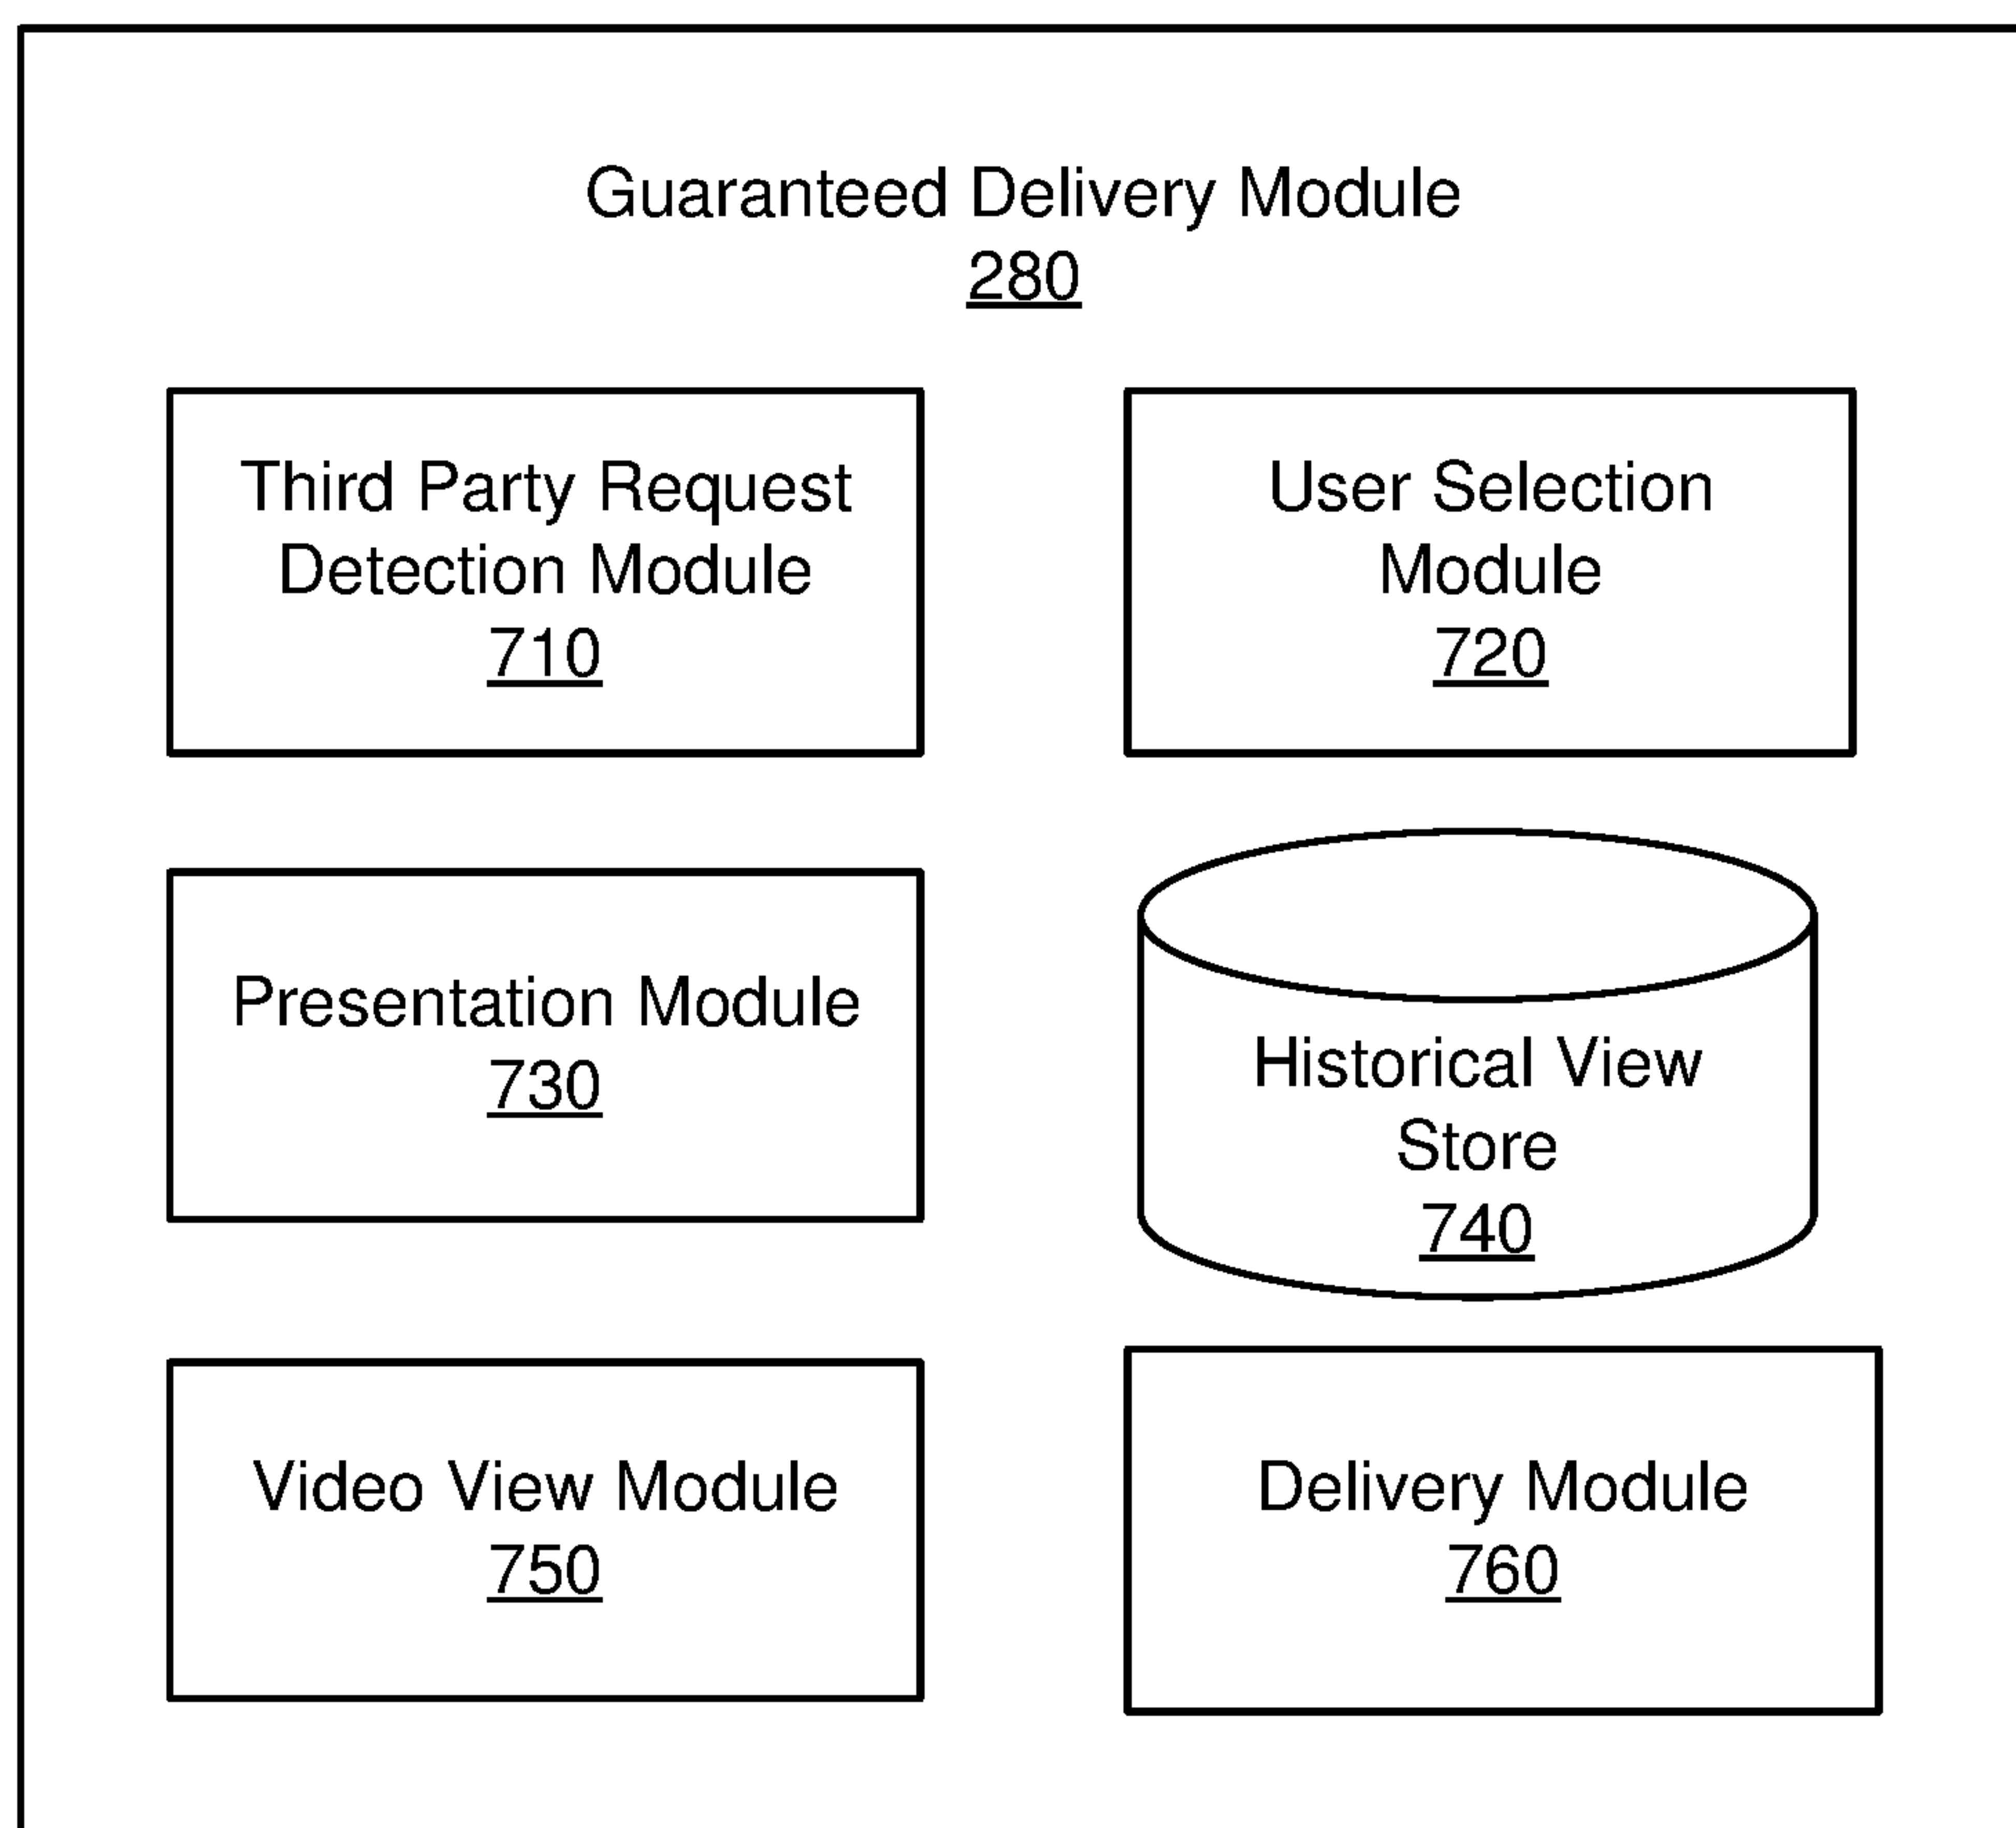 Guaranteed Delivery Module
280
Third Party Request
Detection Module
710
User Selection
Module
720
Presentation Module
730
Historical View
Store
740
Video View Module
750
Delivery Module
760